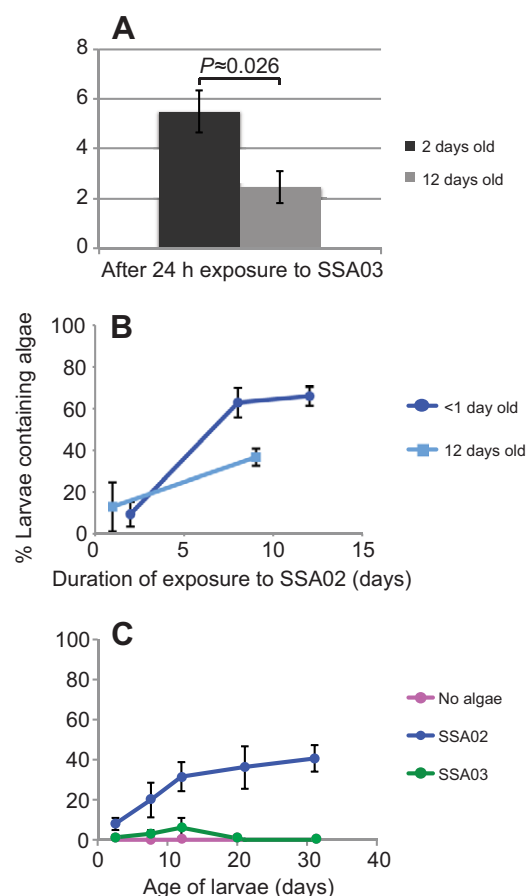 A
8
6
4
2
0
P≈0.026
2 days old
12 days old
After 24 h exposure to SSA03
% Larvae containing algae
B
100
80
60
40
20
0
0 5 10 15
<1 day old
12 days old
Duration of exposure to SSA02 (days)
C
100
80
60
40
20
0
0 10 20 30 40
No algae
SSA02
SSA03
Age of larvae (days)